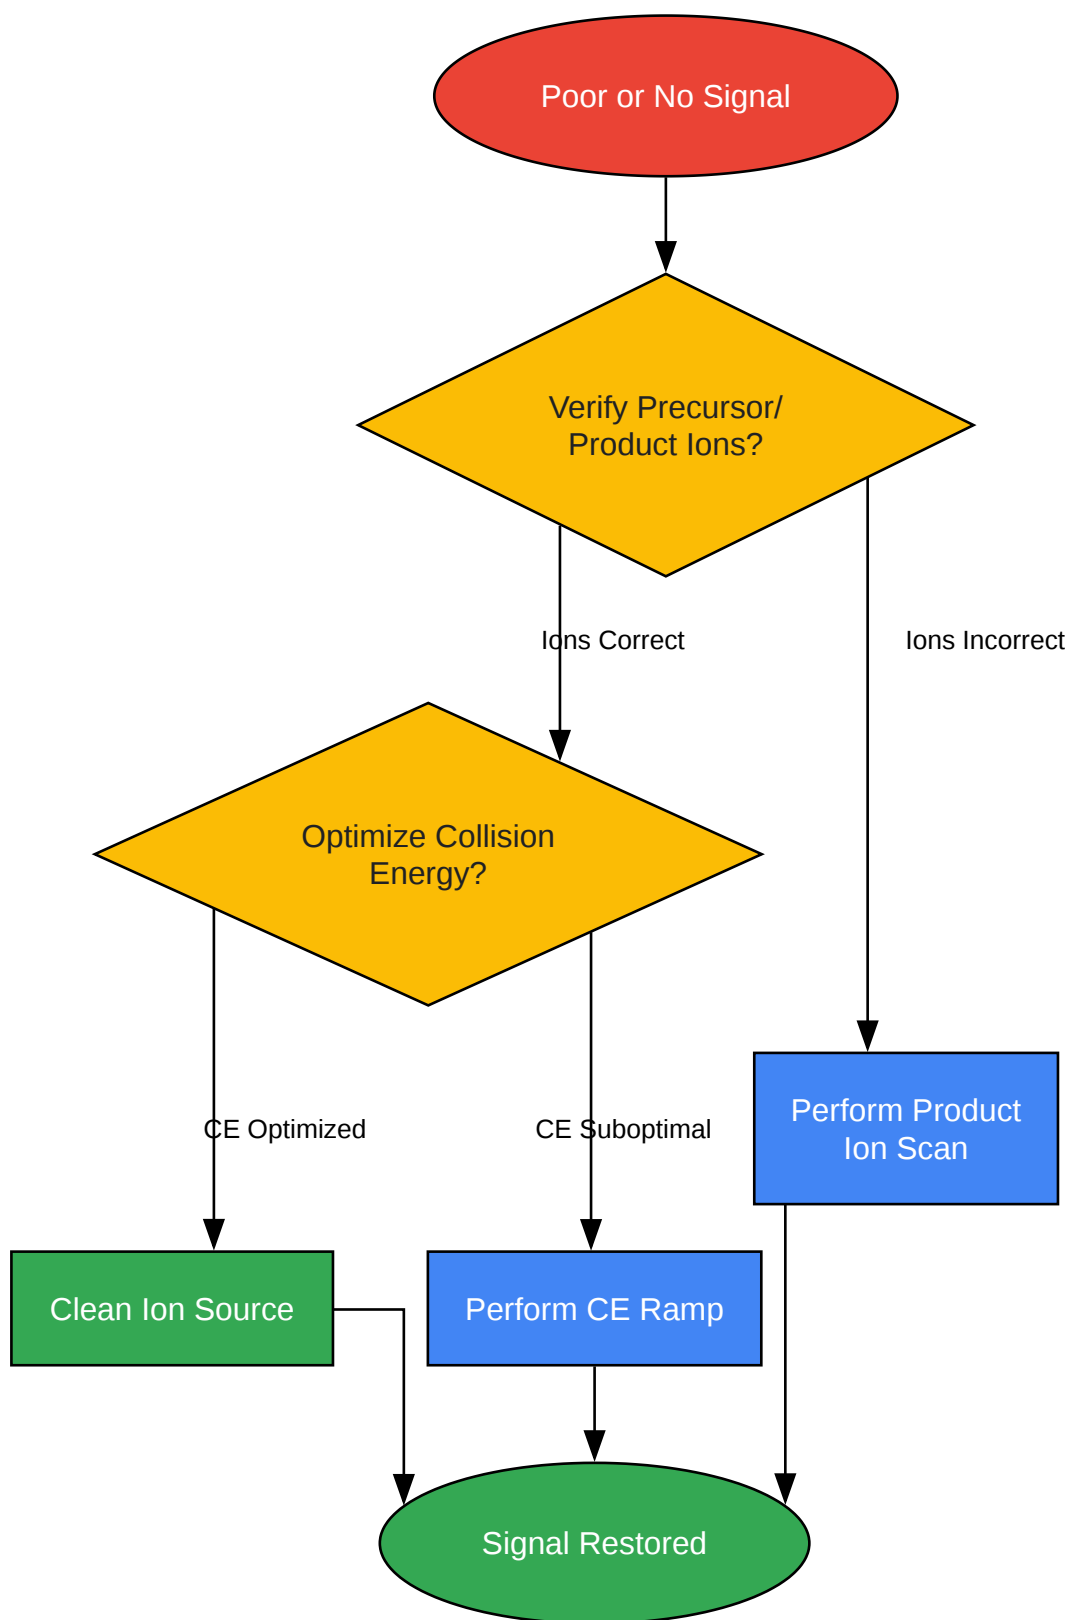 Poor or No Signal
Verify Precursor/
Product Ions?
Ions Correct
Ions Incorrect
Optimize Collision
Energy?
CE Optimized
CE Suboptimal
Perform Product
Ion Scan
Clean Ion Source
Perform CE Ramp
Signal Restored